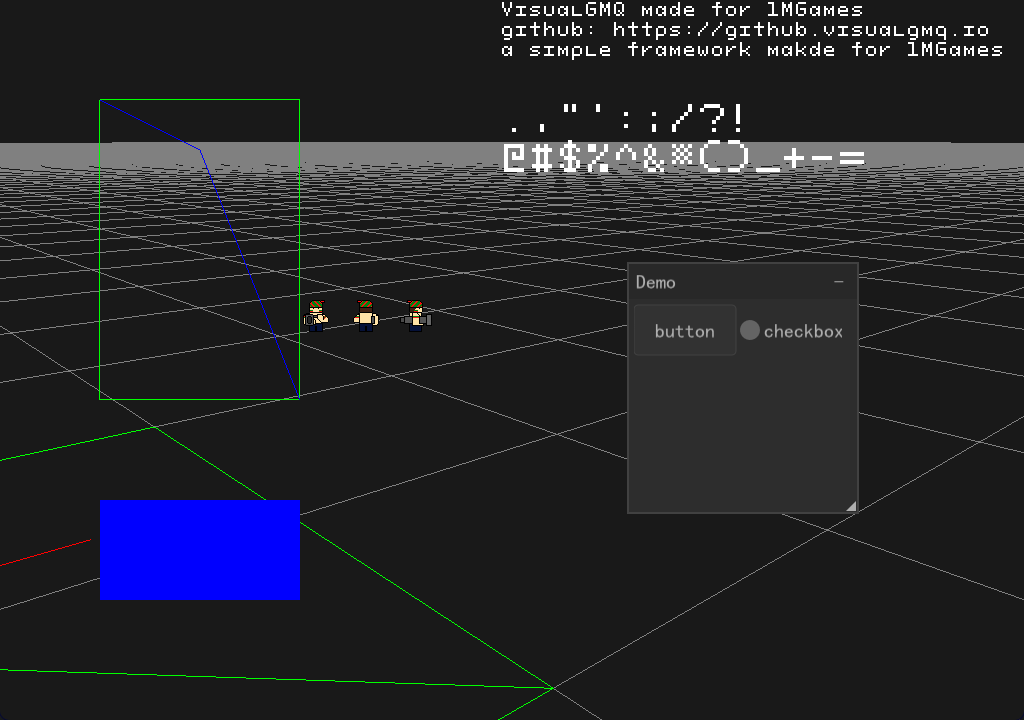 VisualGMQ made for 1MGames
github: https://github.visualgmq.io
a simple framework makde for 1MGames
. , " ' : ; / ? !
@ # $ % ^ & * ( ) _ + - =
Demo
button checkbox